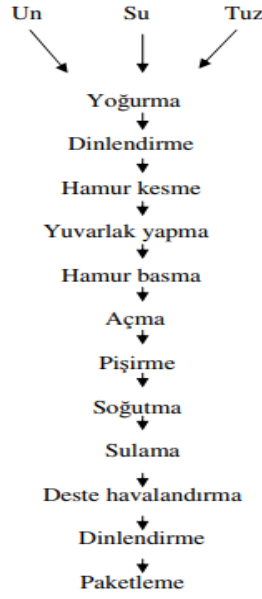 Un Su Tuz
Yoğurma
Dinlendirme
Hamur kesme
Yuvarlak yapma
Hamur basma
Açma
Pişirme
Soğutma
Sulama
Deste havalandırma
Dinlendirme
Paketleme